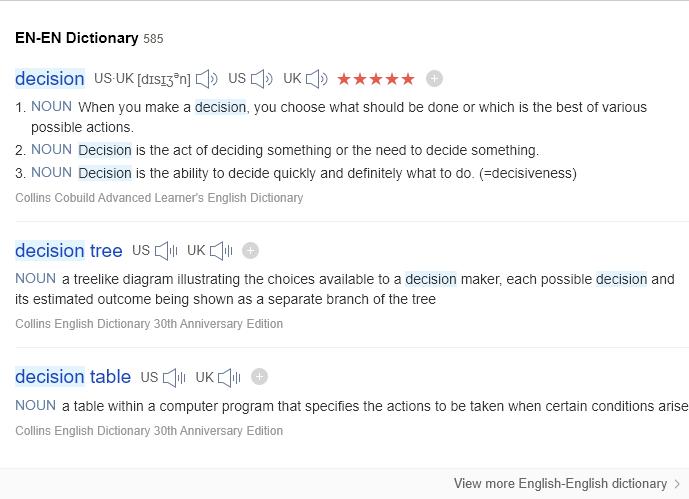 EN-EN Dictionary 585
decision US·UK [dɪsɪʒᵊn] US UK
1. NOUN When you make a decision, you choose what should be done or which is the best of various
possible actions.
2. NOUN Decision is the act of deciding something or the need to decide something.
3. NOUN Decision is the ability to decide quickly and definitely what to do. (=decisiveness)
Collins Cobuild Advanced Learner's English Dictionary
decision tree US UK
NOUN a treelike diagram illustrating the choices available to a decision maker, each possible decision and
its estimated outcome being shown as a separate branch of the tree
Collins English Dictionary 30th Anniversary Edition
decision table US UK
NOUN a table within a computer program that specifies the actions to be taken when certain conditions arise
Collins English Dictionary 30th Anniversary Edition
View more English-English dictionary